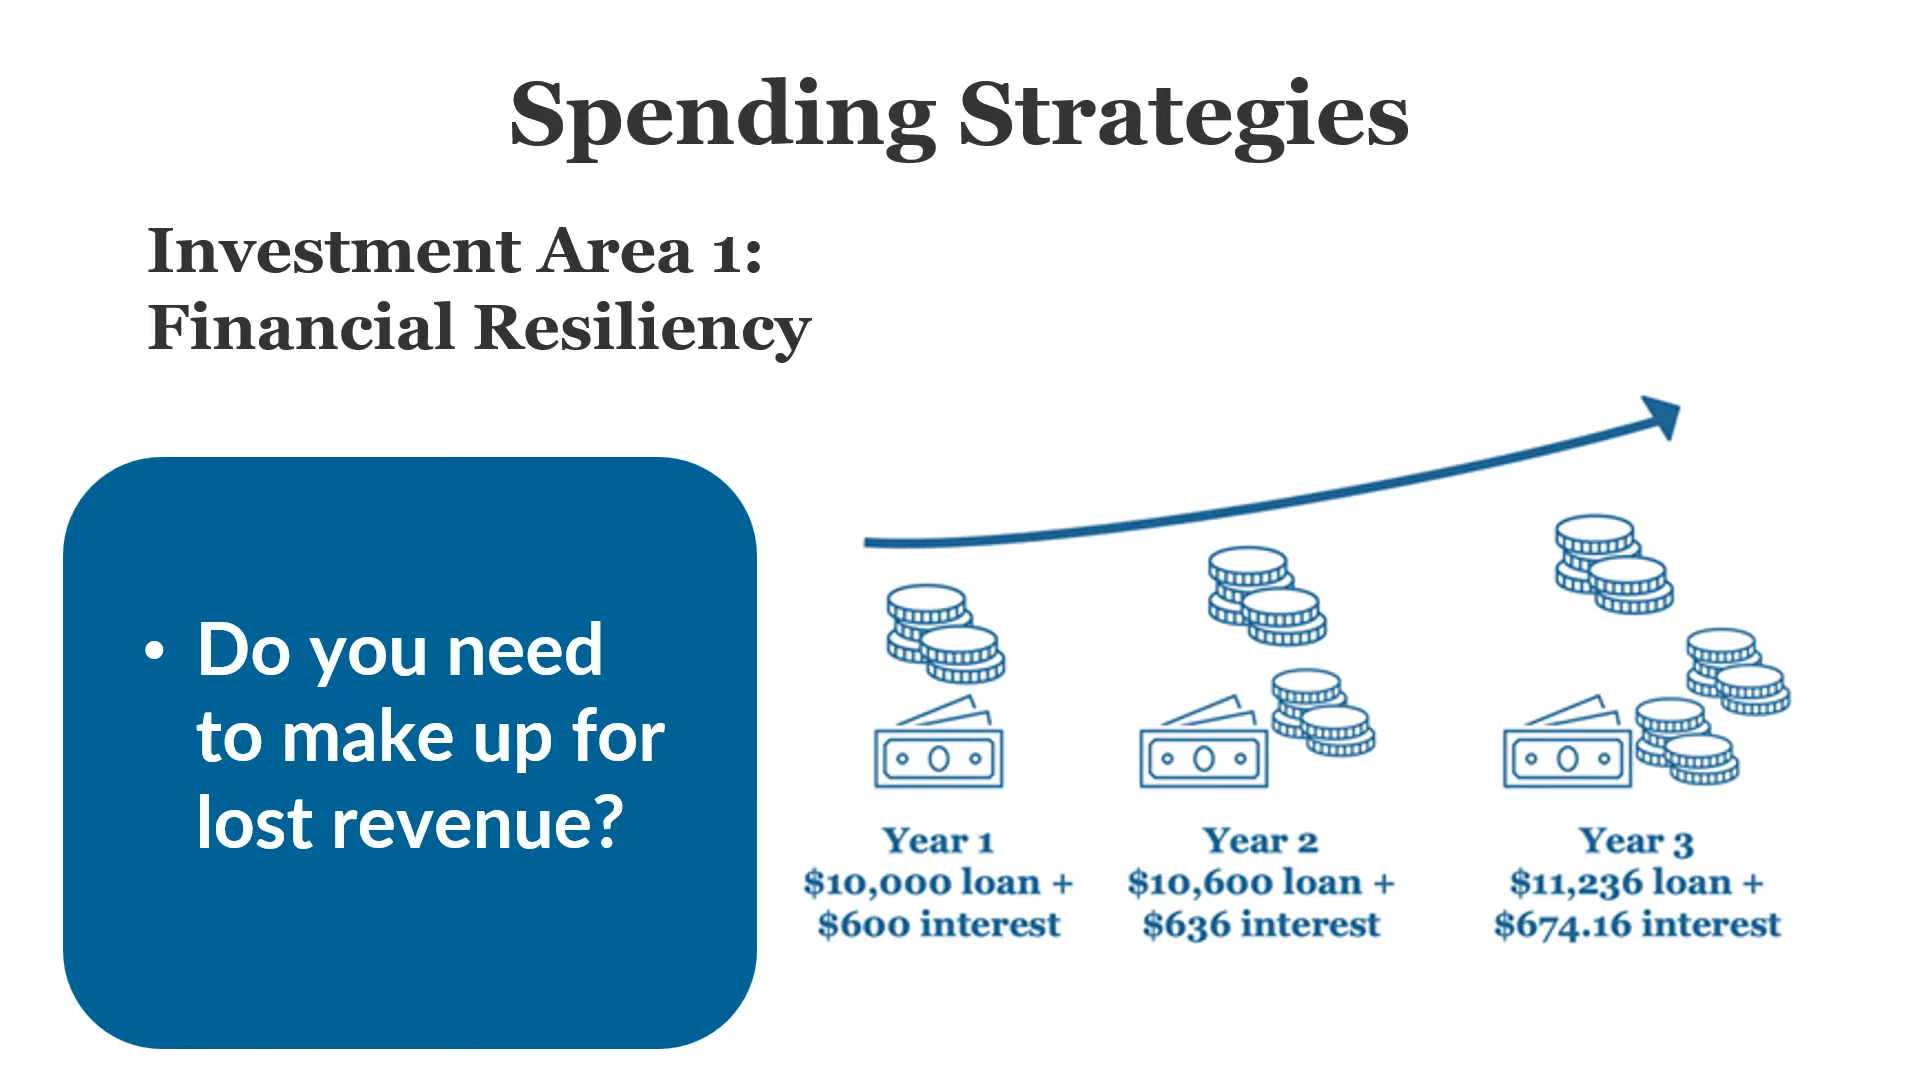 Spending Strategies
Investment Area 1:
Financial Resiliency
• Do you need
to make up for
lost revenue?
Year 1
$10,000 loan +
$600 interest
Year 2
$10,600 loan +
$636 interest
Year 3
$11,236 loan +
$674.16 interest